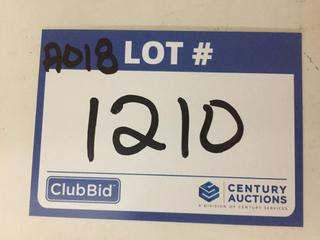 A018 LOT #
1210
ClubBid
CENTURY
AUCTIONS
A DIVISION OF CENTURY SERVICES